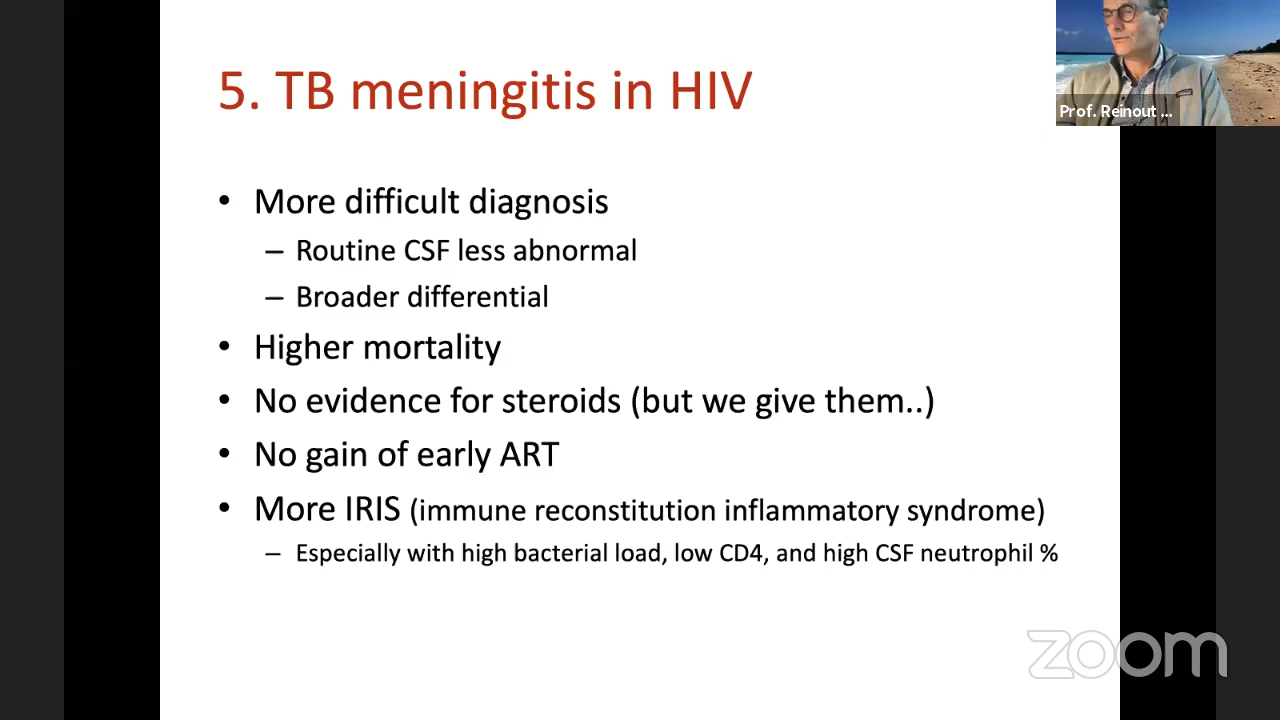 5. TB meningitis in HIV
Prof. Reinout ...
• More difficult diagnosis
– Routine CSF less abnormal
– Broader differential
• Higher mortality
• No evidence for steroids (but we give them..)
• No gain of early ART
• More IRIS (immune reconstitution inflammatory syndrome)
– Especially with high bacterial load, low CD4, and high CSF neutrophil %
zoom